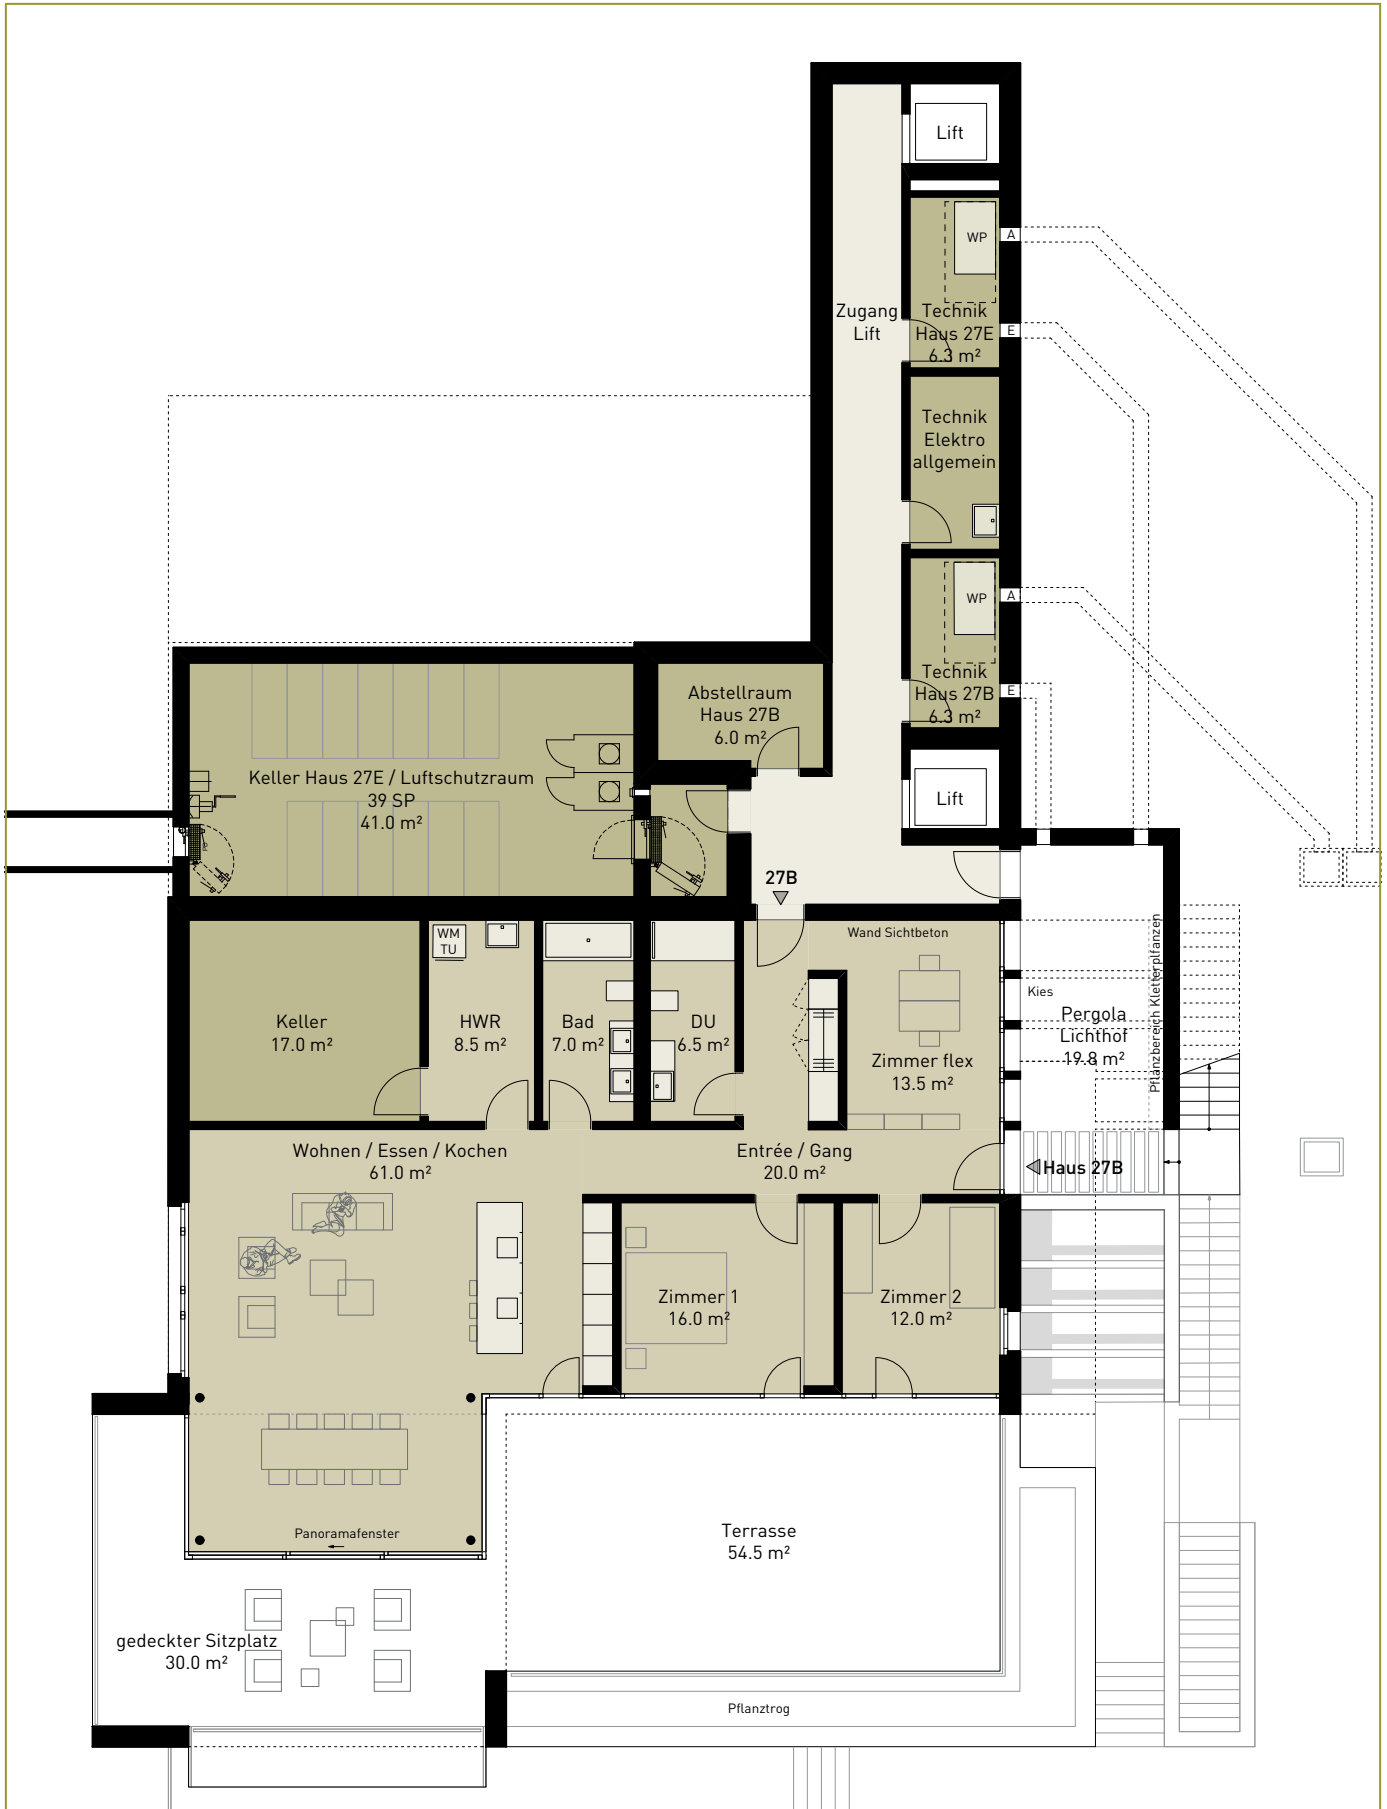 Lift
WP
A
Zugang
Lift
Technik
Haus 27E
6.3 m²
E
Technik
Elektro
allgemein
WP
A
Technik
Haus 27B
6.3 m²
E
Abstellraum
Haus 27B
6.0 m²
Keller Haus 27E / Luftschutzraum
39 SP
41.0 m²
Lift
27B
WM
TU
Wand Sichtbeton
Pflanzbereich Kletterpflanzen
Kies
Keller
17.0 m²
HWR
8.5 m²
Bad
7.0 m²
DU
6.5 m²
Zimmer flex
13.5 m²
Pergola
Lichthof
19.8 m²
Wohnen / Essen / Kochen
61.0 m²
Entrée / Gang
20.0 m²
Haus 27B
Zimmer 1
16.0 m²
Zimmer 2
12.0 m²
Panoramafenster
Terrasse
54.5 m²
gedeckter Sitzplatz
30.0 m²
Pflanztrog